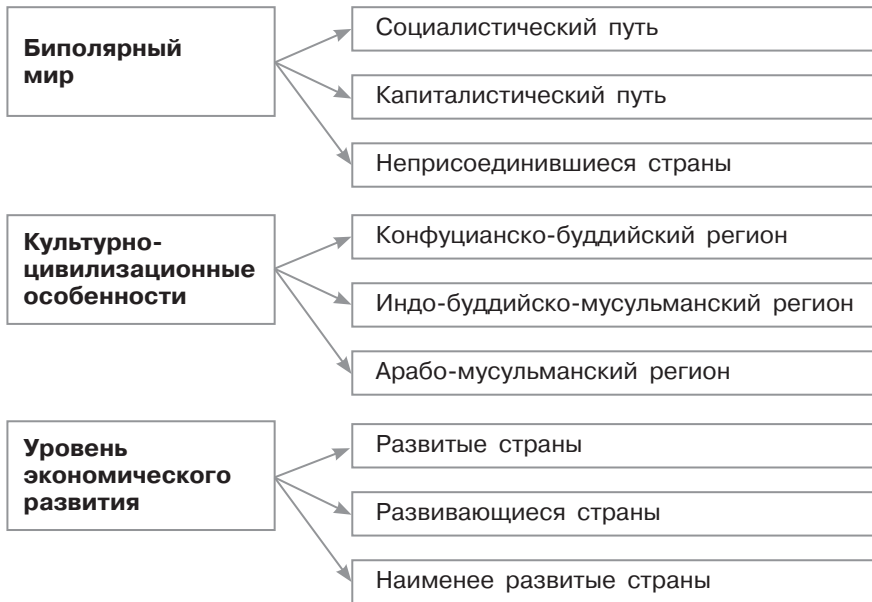 Биполярный
мир
Социалистический путь
Капиталистический путь
Неприсоединившиеся страны
Культурно-
цивилизационные
особенности
Конфуцианско-буддийский регион
Индо-буддийско-мусульманский регион
Арабо-мусульманский регион
Уровень
экономического
развития
Развитые страны
Развивающиеся страны
Наименее развитые страны